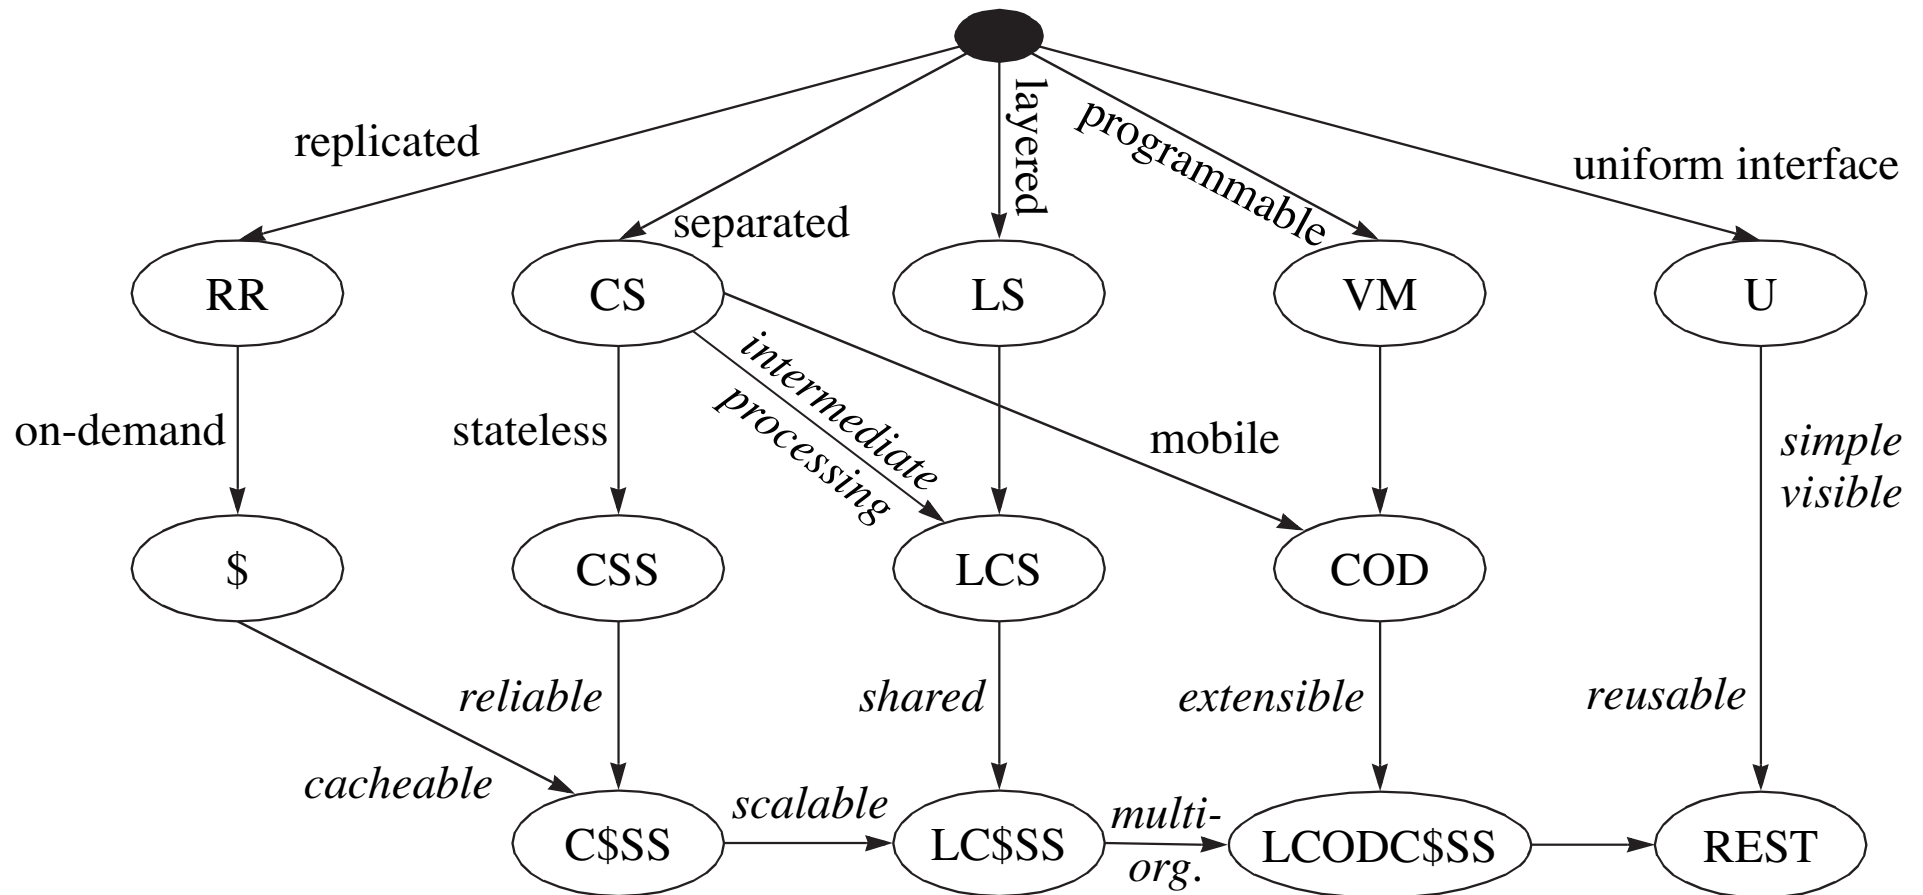 layered
programmable
replicated
uniform interface
separated
RR
CS
LS
VM
U
intermediate
processing
on-demand
stateless
mobile
simple
visible
$
CSS
LCS
COD
reliable
shared
extensible
reusable
cacheable
scalable
multi-
org.
C$SS
LC$SS
LCODC$SS
REST